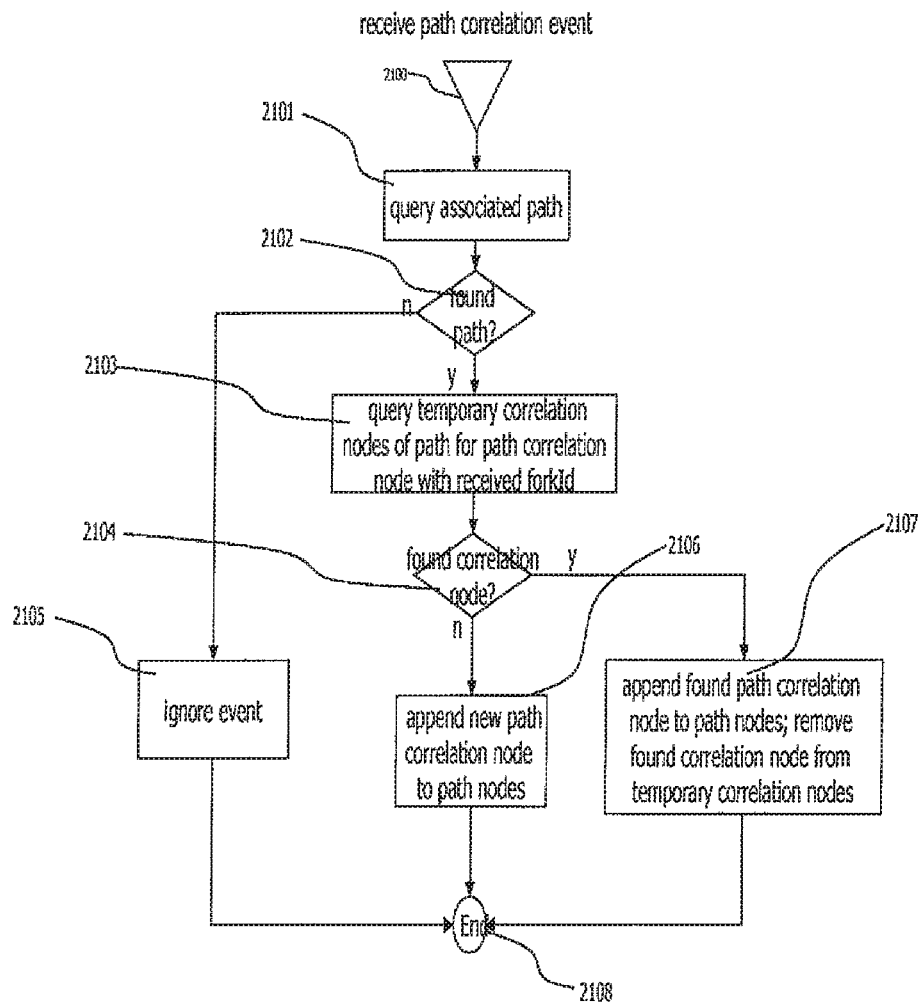 receive path correlation event
2100
2101
query associated path
2102
n
found
path?
y
2103
query temporary correlation
nodes of path for path correlation
node with received forkId
2104
found correlation
node?
y
n
2106
2107
2105
ignore event
append new path
correlation node
to path nodes
append found path correlation
node to path nodes; remove
found correlation node from
temporary correlation nodes
End
2108